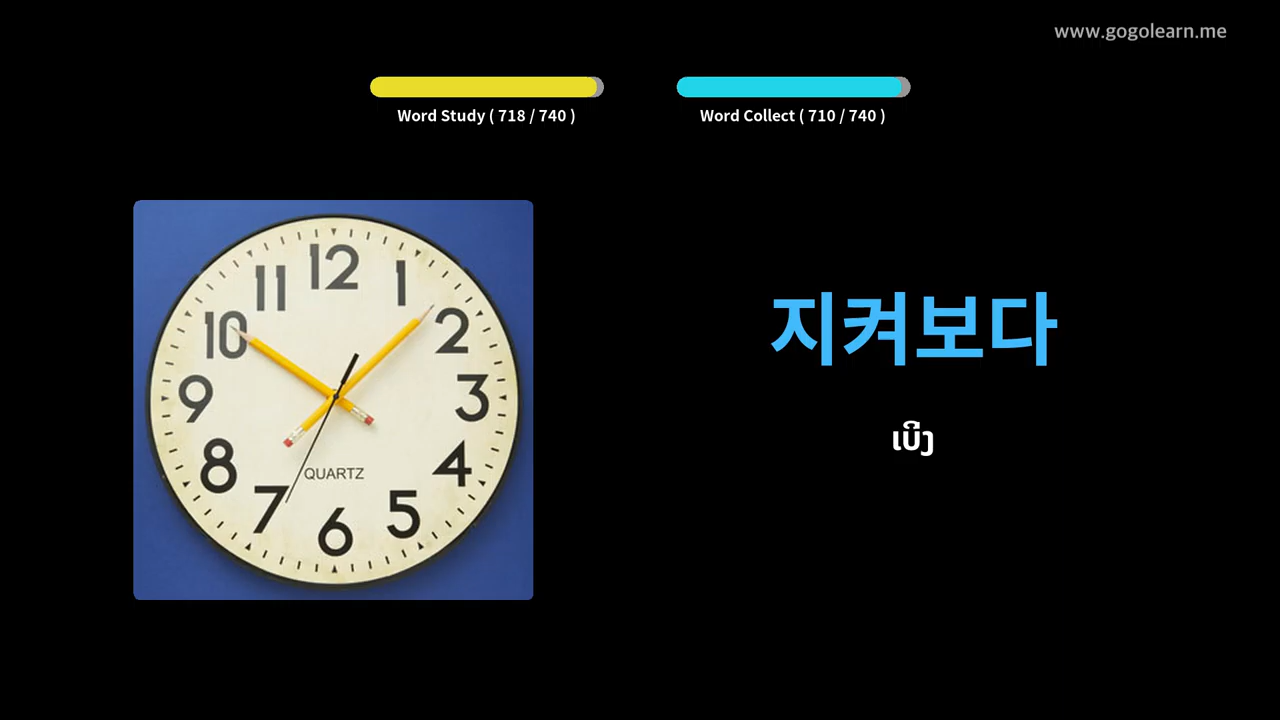 www.gogolearn.me
Word Study ( 718 / 740 )
Word Collect ( 710 / 740 )
12
11
1
10
2
9
3
8
4
QUARTZ
7
5
6
지켜보다
ເບິ່ງ